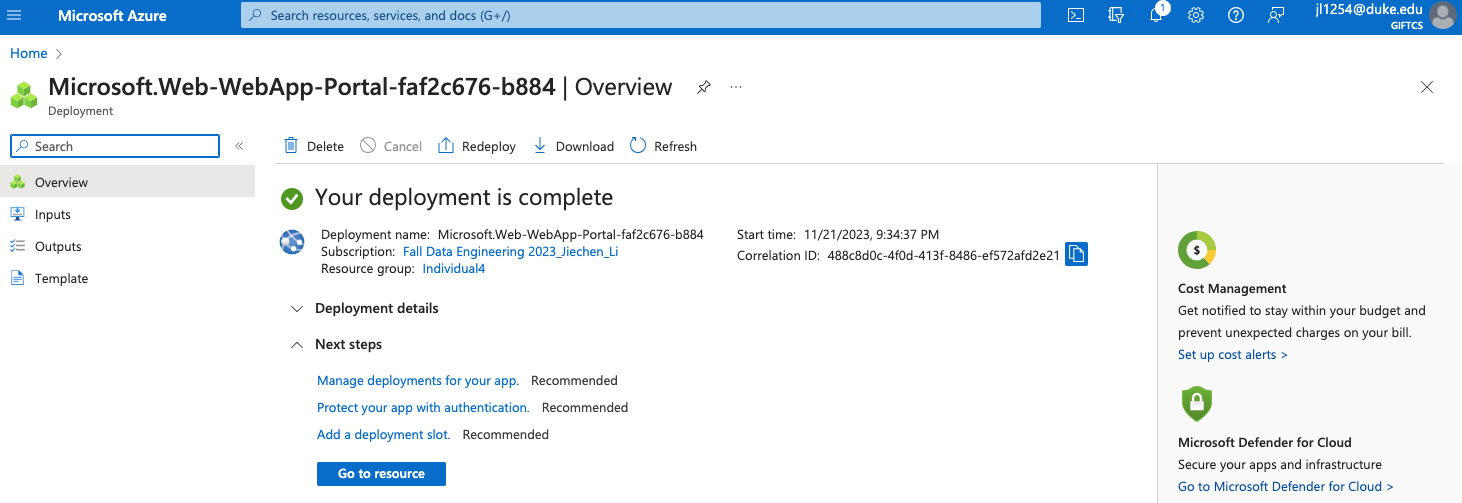 Microsoft Azure
Search resources, services, and docs (G+/)
1
jl1254@duke.edu
GIFTCS
Home >
Microsoft.Web-WebApp-Portal-faf2c676-b884 | Overview
...
Deployment
Search
«
Delete
Cancel
Redeploy
Download
Refresh
Overview
Inputs
Outputs
Template
Your deployment is complete
Deployment name: Microsoft.Web-WebApp-Portal-faf2c676-b884
Subscription: Fall Data Engineering 2023_Jiechen_Li
Resource group: Individual4
Start time: 11/21/2023, 9:34:37 PM
Correlation ID: 488c8d0c-4f0d-413f-8486-ef572afd2e21
Deployment details
Next steps
Manage deployments for your app. Recommended
Protect your app with authentication. Recommended
Add a deployment slot. Recommended
Go to resource
$
Cost Management
Get notified to stay within your budget and
prevent unexpected charges on your bill.
Set up cost alerts >
Microsoft Defender for Cloud
Secure your apps and infrastructure
Go to Microsoft Defender for Cloud >